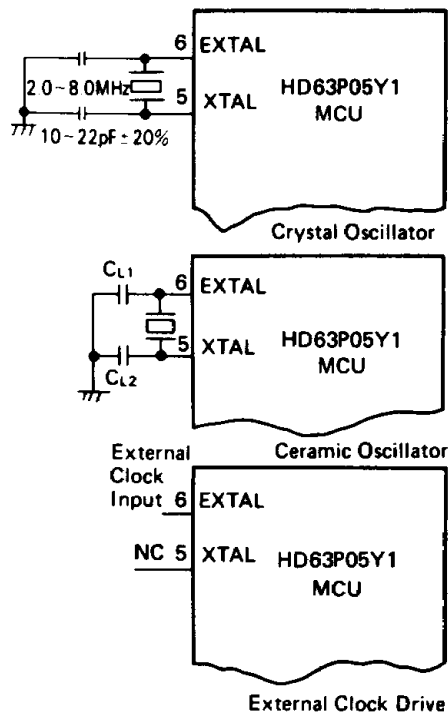 6 EXTAL
2.0~8.0MHz
5 XTAL
HD63P05Y1
MCU
10~22pF±20%
Crystal Oscillator
CL1
6 EXTAL
5 XTAL
HD63P05Y1
MCU
CL2
Ceramic Oscillator
External
Clock
Input 6 EXTAL
NC 5 XTAL
HD63P05Y1
MCU
External Clock Drive